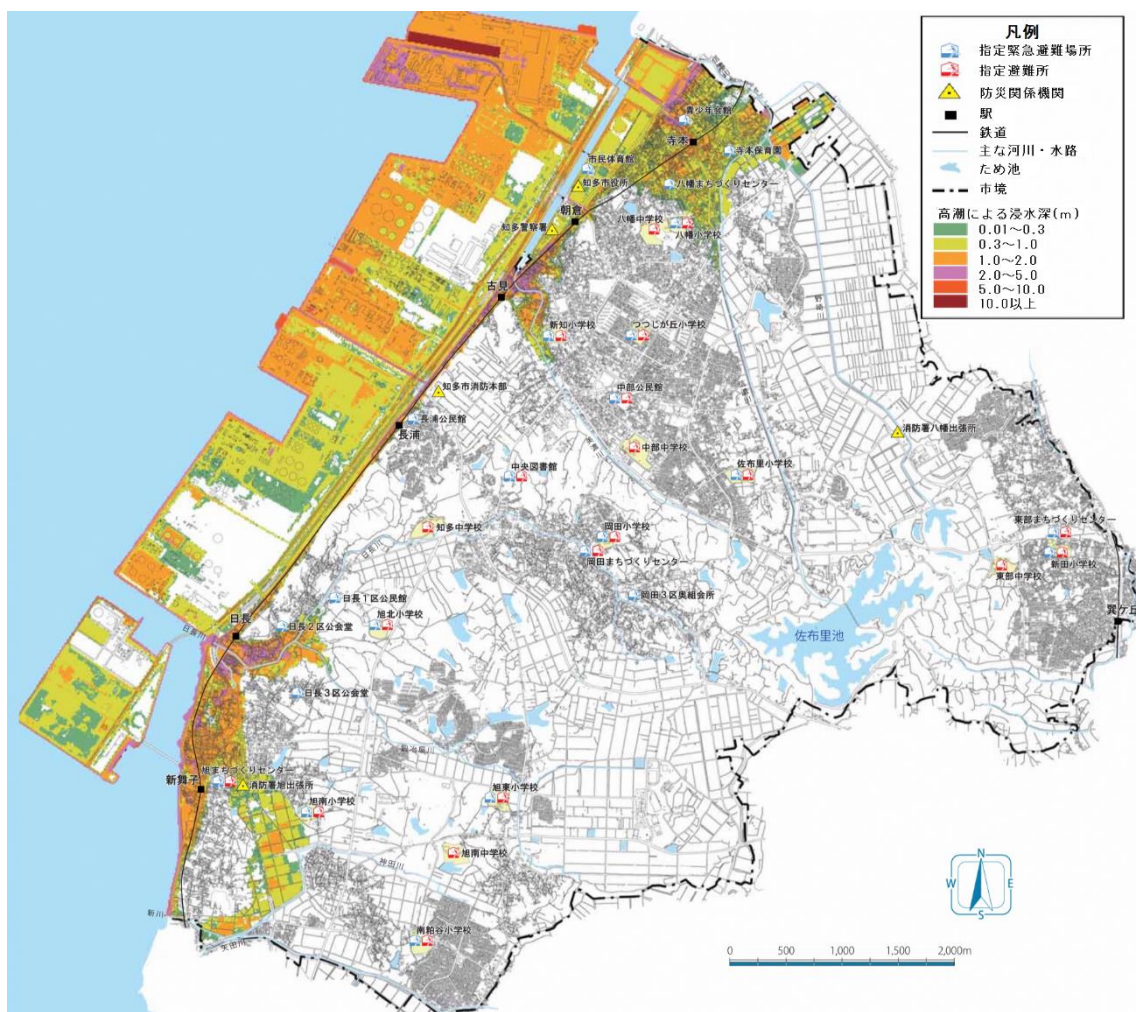 凡例
指定緊急避難場所
指定避難所
防災関係機関
駅
鉄道
主な河川・水路
ため池
市境
高潮による浸水深(m)
0.01～0.3
0.3～1.0
1.0～2.0
2.0～5.0
5.0～10.0
10.0以上
青少年会館
寺本
寺本保育園
市民体育館
知多市役所
八幡まちづくりセンター
朝倉
知多警察署
八幡中学校
八幡小学校
古見
新知小学校
つつじが丘小学校
知多市消防本部
中部公民館
長浦公民館
長浦
消防署八幡出張所
中部中学校
中央図書館
佐布里小学校
知多中学校
岡田小学校
東部まちづくりセンター
岡田まちづくりセンター
新田小学校
東部中学校
日長1区公民館
岡田3区奥組会所
旭北小学校
巽ケ丘
日長2区公会堂
日長
日長川
佐布里池
日長3区公会堂
鍛冶屋川
旭まちづくりセンター
新舞子
消防署旭出張所
旭南小学校
旭東小学校
旭南中学校
神田川
新川
矢田川
南粕谷小学校
N
W
E
S
0
500
1,000
1,500
2,000m